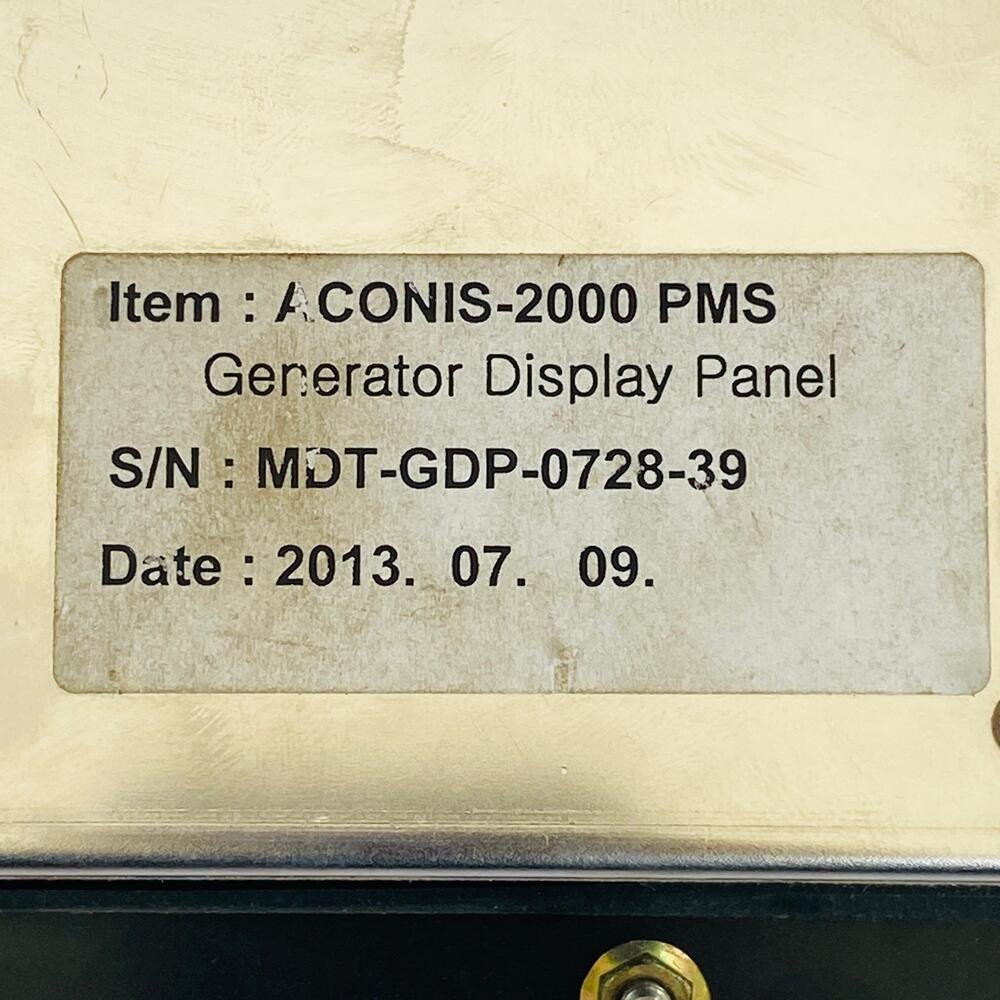 Item : ACONIS-2000 PMS
Generator Display Panel
S/N : MDT-GDP-0728-39
Date : 2013. 07. 09.